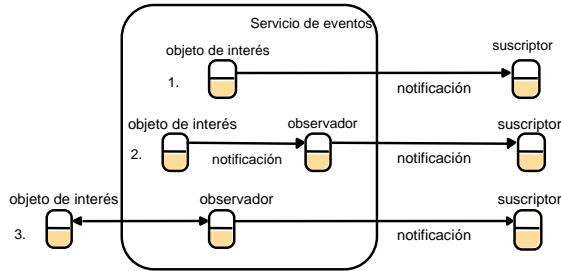 Servicio de eventos
objeto de interés
suscriptor
1.
notificación
objeto de interés
observador
suscriptor
2.
notificación
notificación
objeto de interés
observador
suscriptor
3.
notificación